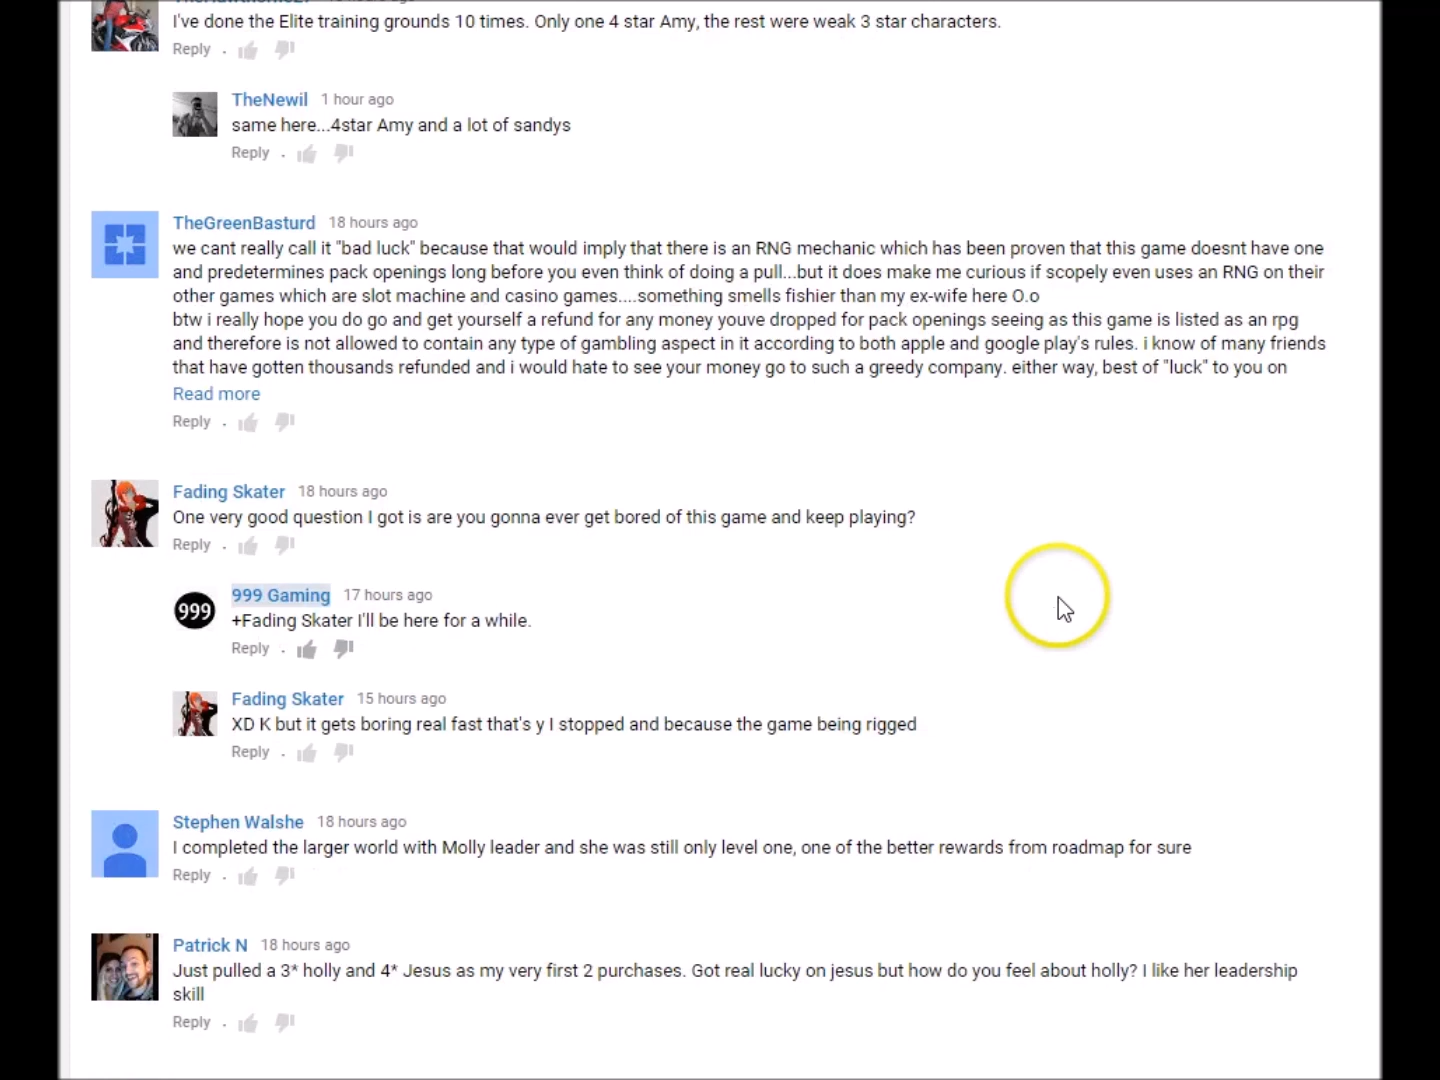 I've done the Elite training grounds 10 times. Only one 4 star Amy, the rest were weak 3 star characters.
Reply .
TheNewil 1 hour ago
same here...4star Amy and a lot of sandys
Reply .
TheGreenBasturd 18 hours ago
we cant really call it "bad luck" because that would imply that there is an RNG mechanic which has been proven that this game doesnt have one
and predetermines pack openings long before you even think of doing a pull...but it does make me curious if scopely even uses an RNG on their
other games which are slot machine and casino games....something smells fishier than my ex-wife here O.o
btw i really hope you do go and get yourself a refund for any money youve dropped for pack openings seeing as this game is listed as an rpg
and therefore is not allowed to contain any type of gambling aspect in it according to both apple and google play's rules. i know of many friends
that have gotten thousands refunded and i would hate to see your money go to such a greedy company. either way, best of "luck" to you on
Read more
Reply .
Fading Skater 18 hours ago
One very good question I got is are you gonna ever get bored of this game and keep playing?
Reply .
999
999 Gaming 17 hours ago
+Fading Skater I'll be here for a while.
Reply .
Fading Skater 15 hours ago
XD K but it gets boring real fast that's y I stopped and because the game being rigged
Reply .
Stephen Walshe 18 hours ago
I completed the larger world with Molly leader and she was still only level one, one of the better rewards from roadmap for sure
Reply .
Patrick N 18 hours ago
Just pulled a 3* holly and 4* Jesus as my very first 2 purchases. Got real lucky on jesus but how do you feel about holly? I like her leadership
skill
Reply .